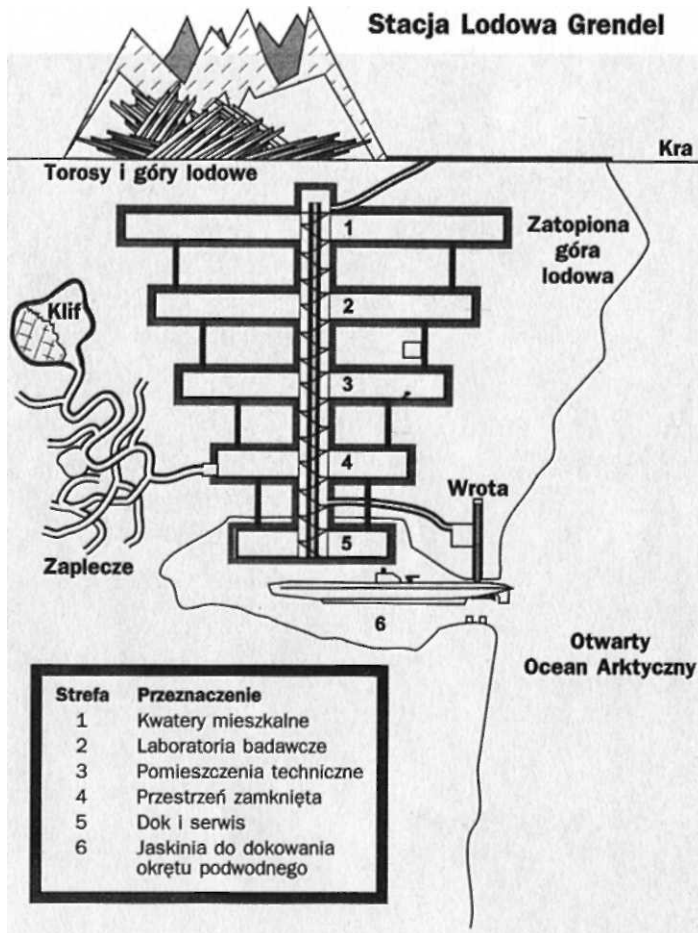 Stacja Lodowa Grendel
Kra
Torosy i góry lodowe
1
Zatopiona
góra
lodowa
2
Klif
3
4
Wrota
5
Zaplecze
6
Otwarty
Ocean Arktyczny
Strefa Przeznaczenie
1 Kwatery mieszkalne
2 Laboratoria badawcze
3 Pomieszczenia techniczne
4 Przestrzeń zamknięta
5 Dok i serwis
6 Jaskinia do dokowania
okrętu podwodnego